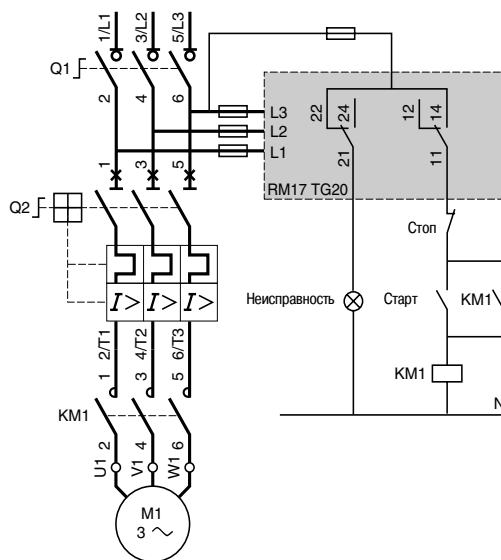 1/L1 3/L2 5/L3
Q1
2 4 6
22 24 12 14
L3
L2
L1
21 11
RM17 TG20
1 3 5
Q2
Стоп
I> I> I>
Неисправность
Старт
KM1
2/T1 4/T2 6/T3
1 3 5
KM1
N
KM1
2 4 6
U1 V1 W1
M1
3 ~